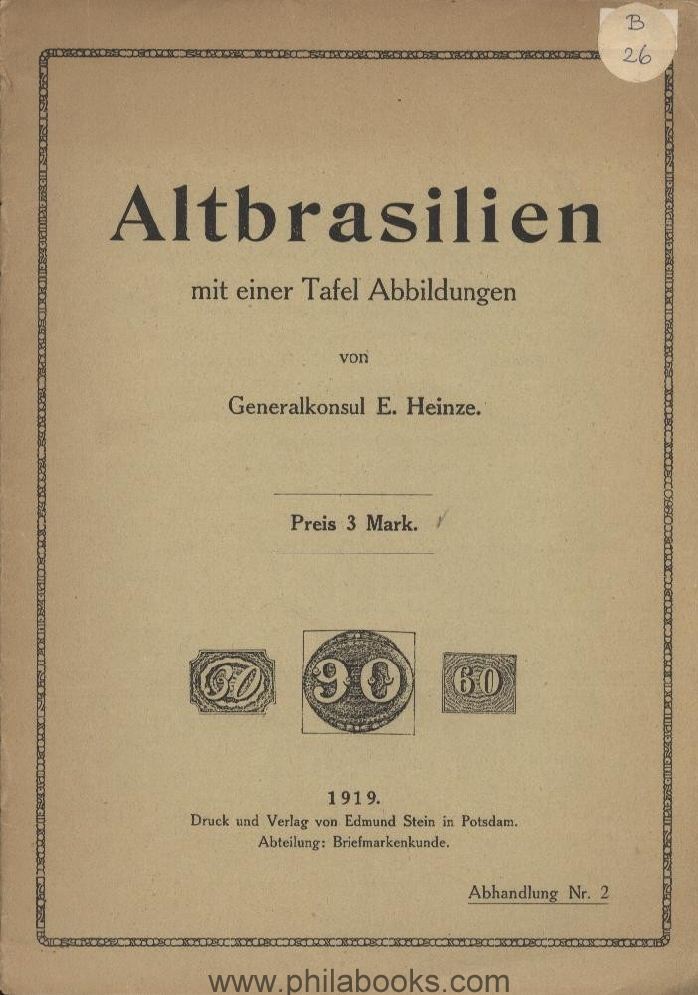 B
26
Altbrasilien
mit einer Tafel Abbildungen
von
Generalkonsul E. Heinze.
Preis 3 Mark.
90 90 60
1919.
Druck und Verlag von Edmund Stein in Potsdam.
Abteilung: Briefmarkenkunde.
Abhandlung Nr. 2
www.philabooks.com